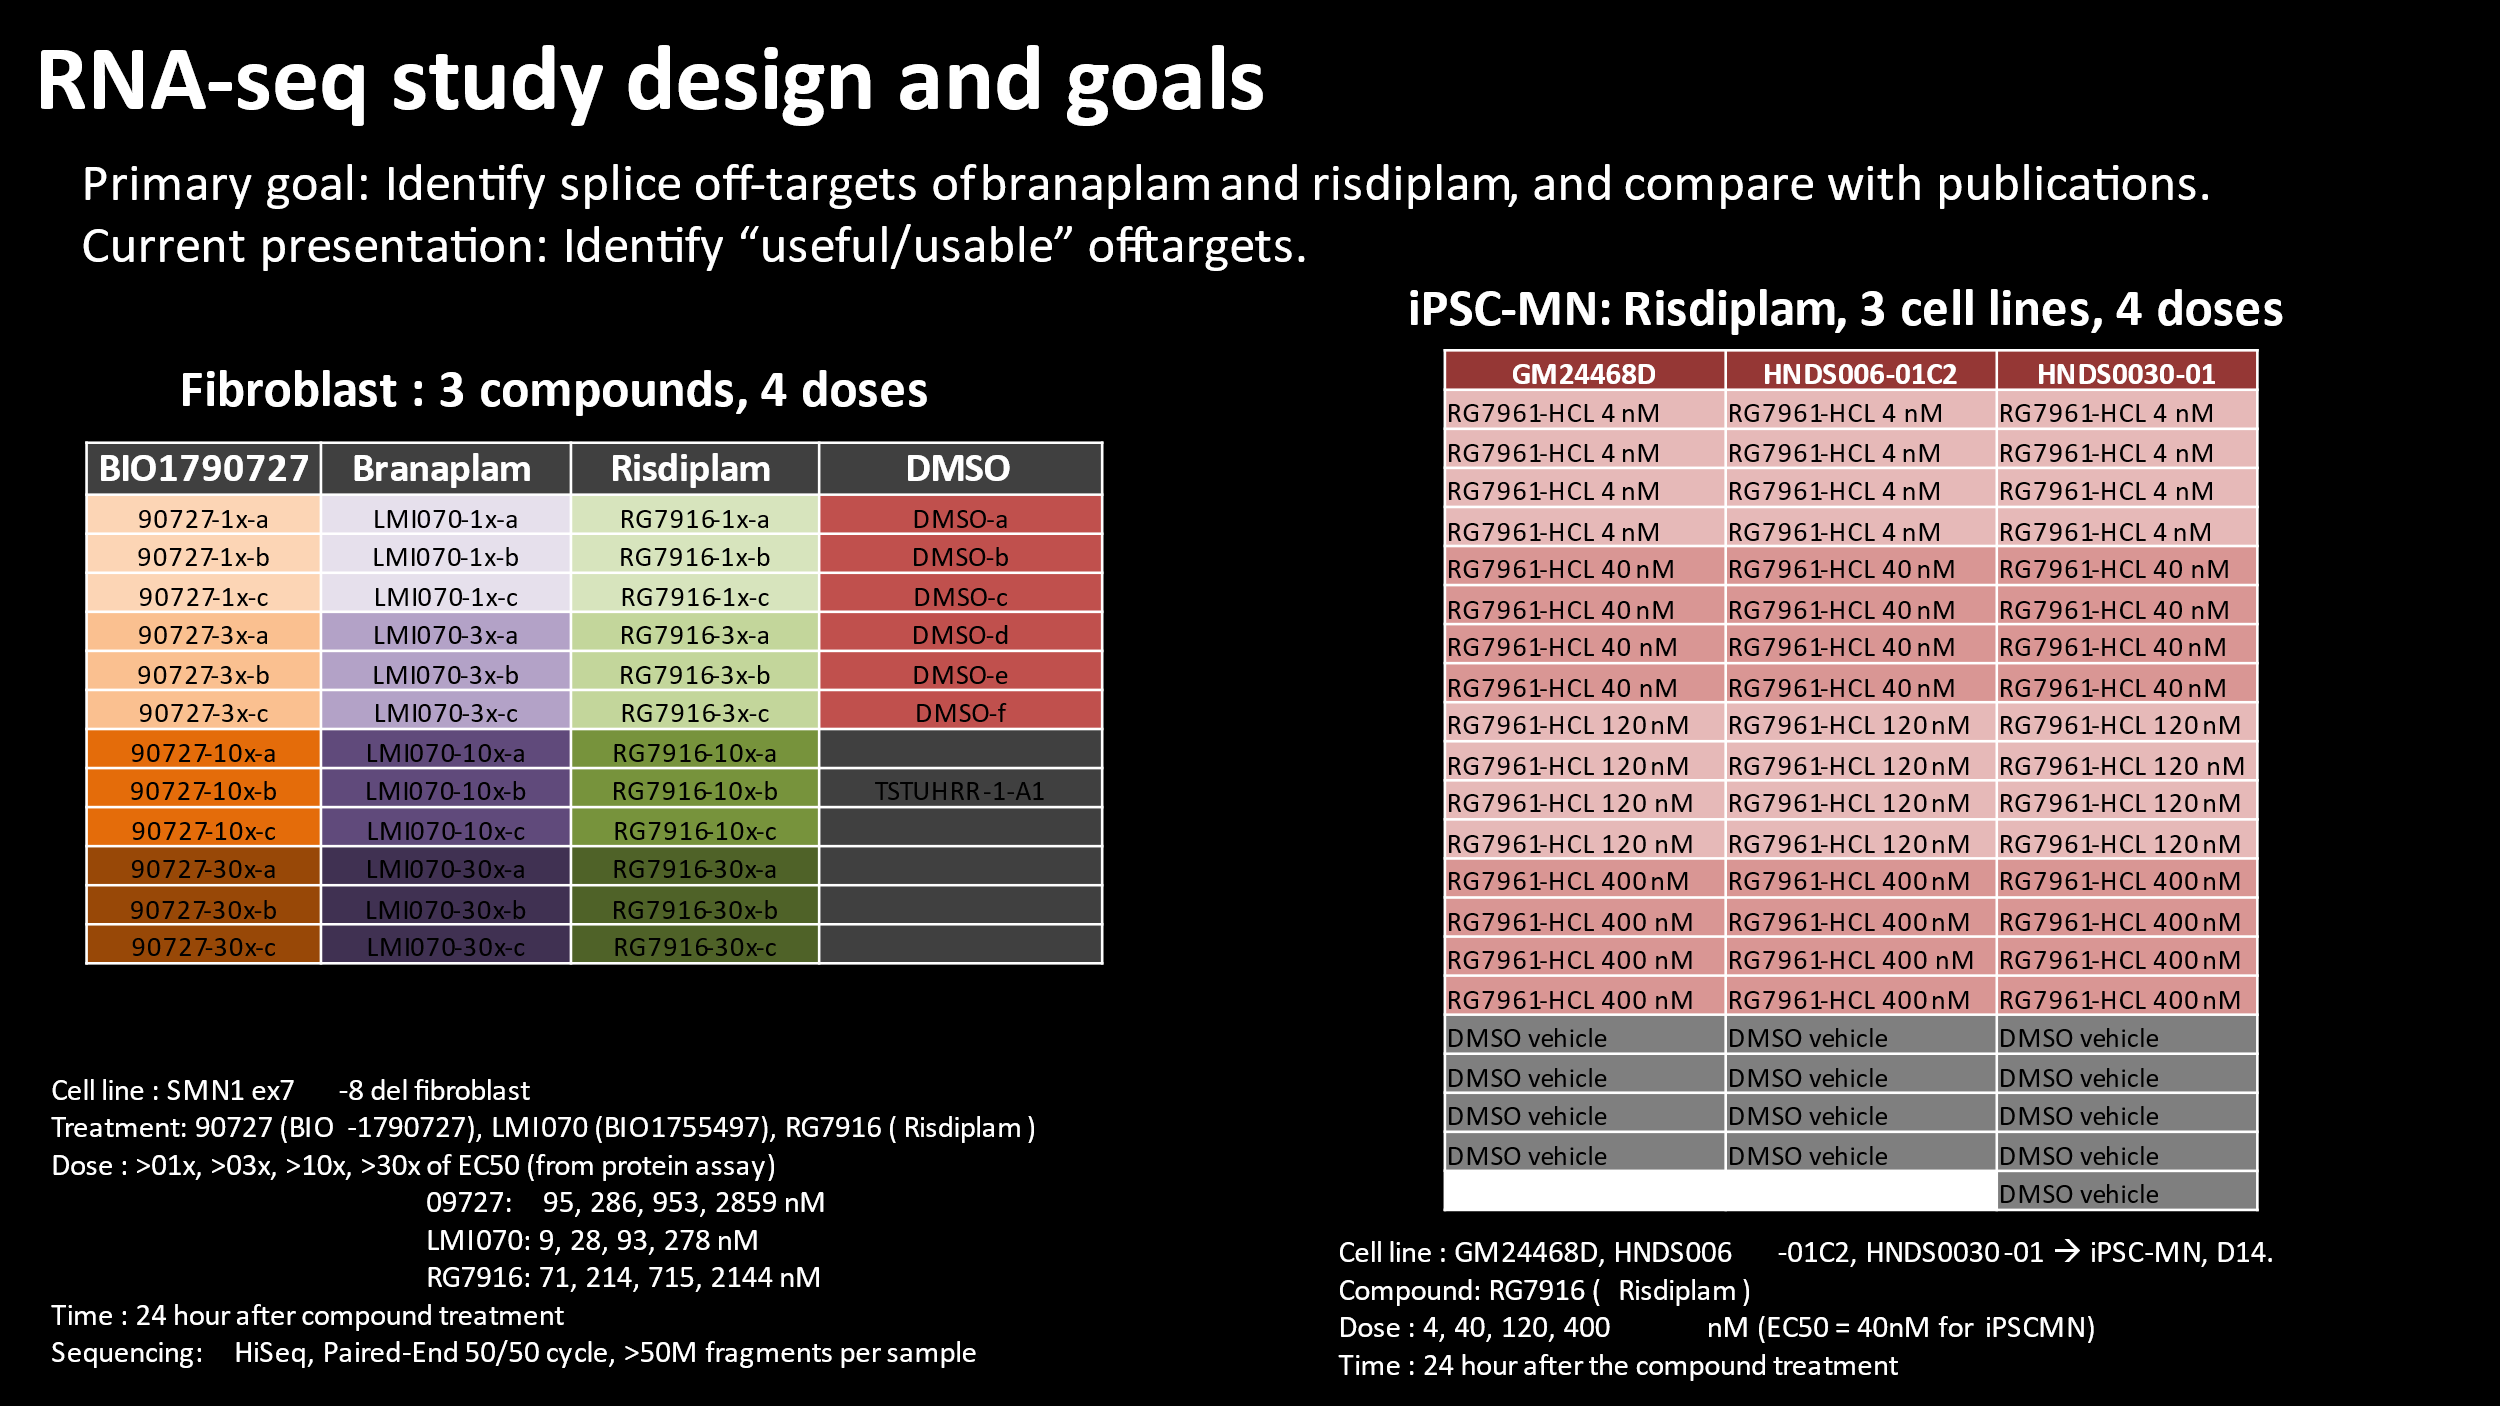 RNA-seq study design and goals
Primary goal: Identify splice off-targets of branaplam and risdiplam, and compare with publications.
Current presentation: Identify “useful/usable” off-targets.
Fibroblast : 3 compounds, 4 doses
BIO1790727 Branaplam Risdiplam DMSO
90727-1x-a LMI070-1x-a RG7916-1x-a DMSO-a
90727-1x-b LMI070-1x-b RG7916-1x-b DMSO-b
90727-1x-c LMI070-1x-c RG7916-1x-c DMSO-c
90727-3x-a LMI070-3x-a RG7916-3x-a DMSO-d
90727-3x-b LMI070-3x-b RG7916-3x-b DMSO-e
90727-3x-c LMI070-3x-c RG7916-3x-c DMSO-f
90727-10x-a LMI070-10x-a RG7916-10x-a
90727-10x-b LMI070-10x-b RG7916-10x-b TSTUHRR-1-A1
90727-10x-c LMI070-10x-c RG7916-10x-c
90727-30x-a LMI070-30x-a RG7916-30x-a
90727-30x-b LMI070-30x-b RG7916-30x-b
90727-30x-c LMI070-30x-c RG7916-30x-c
Cell line : SMN1 ex7 -8 del fibroblast
Treatment: 90727 (BIO -1790727), LMI070 (BIO1755497), RG7916 ( Risdiplam )
Dose : >01x, >03x, >10x, >30x of EC50 (from protein assay)
09727: 95, 286, 953, 2859 nM
LMI070: 9, 28, 93, 278 nM
RG7916: 71, 214, 715, 2144 nM
Time : 24 hour after compound treatment
Sequencing: HiSeq, Paired-End 50/50 cycle, >50M fragments per sample
iPSC-MN: Risdiplam, 3 cell lines, 4 doses
GM24468D HNDS006-01C2 HNDS0030-01
RG7961-HCL 4 nM RG7961-HCL 4 nM RG7961-HCL 4 nM
RG7961-HCL 4 nM RG7961-HCL 4 nM RG7961-HCL 4 nM
RG7961-HCL 4 nM RG7961-HCL 4 nM RG7961-HCL 4 nM
RG7961-HCL 4 nM RG7961-HCL 4 nM RG7961-HCL 4 nM
RG7961-HCL 40 nM RG7961-HCL 40 nM RG7961-HCL 40 nM
RG7961-HCL 40 nM RG7961-HCL 40 nM RG7961-HCL 40 nM
RG7961-HCL 40 nM RG7961-HCL 40 nM RG7961-HCL 40 nM
RG7961-HCL 40 nM RG7961-HCL 40 nM RG7961-HCL 40 nM
RG7961-HCL 120 nM RG7961-HCL 120 nM RG7961-HCL 120 nM
RG7961-HCL 120 nM RG7961-HCL 120 nM RG7961-HCL 120 nM
RG7961-HCL 120 nM RG7961-HCL 120 nM RG7961-HCL 120 nM
RG7961-HCL 120 nM RG7961-HCL 120 nM RG7961-HCL 120 nM
RG7961-HCL 400 nM RG7961-HCL 400 nM RG7961-HCL 400 nM
RG7961-HCL 400 nM RG7961-HCL 400 nM RG7961-HCL 400 nM
RG7961-HCL 400 nM RG7961-HCL 400 nM RG7961-HCL 400 nM
RG7961-HCL 400 nM RG7961-HCL 400 nM RG7961-HCL 400 nM
DMSO vehicle DMSO vehicle DMSO vehicle
DMSO vehicle DMSO vehicle DMSO vehicle
DMSO vehicle DMSO vehicle DMSO vehicle
DMSO vehicle DMSO vehicle DMSO vehicle
DMSO vehicle
Cell line : GM24468D, HNDS006 -01C2, HNDS0030-01 → iPSC-MN, D14.
Compound: RG7916 ( Risdiplam )
Dose : 4, 40, 120, 400 nM (EC50 = 40nM for iPSCMN)
Time : 24 hour after the compound treatment